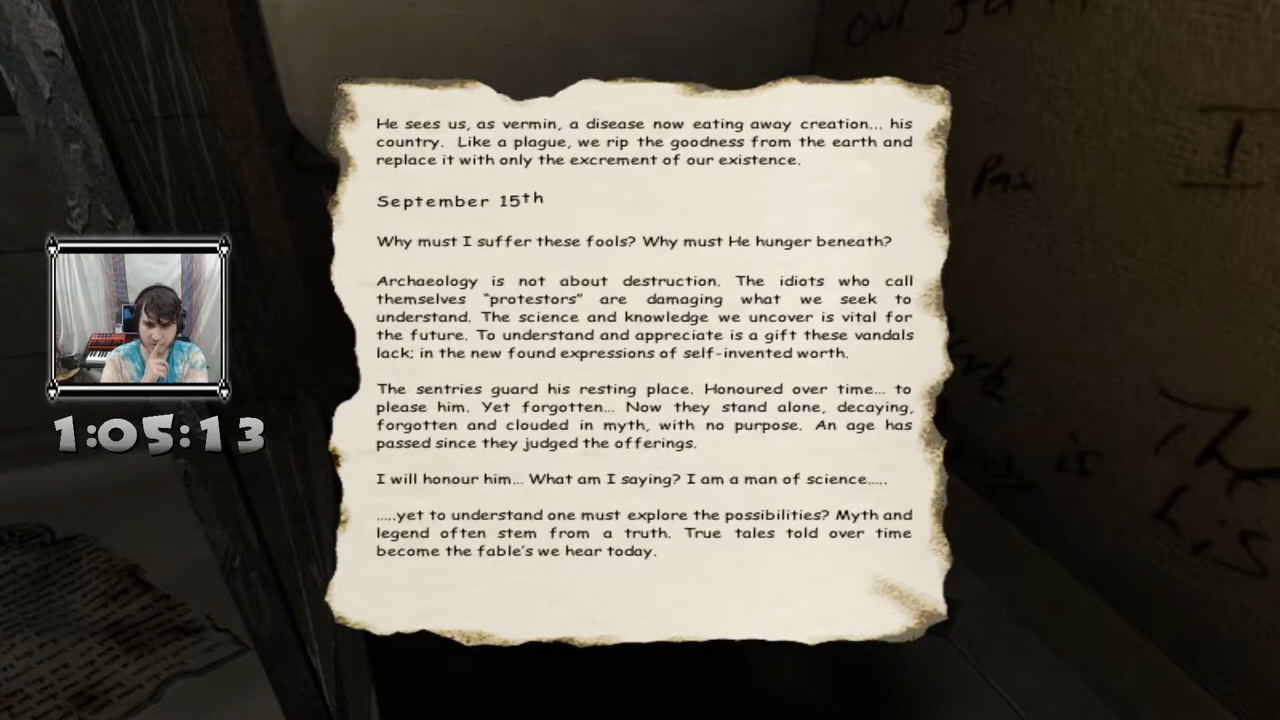 He sees us, as vermin, a disease now eating away creation... his
country. Like a plague, we rip the goodness from the earth and
replace it with only the excrement of our existence.
September 15th
Why must I suffer these fools? Why must He hunger beneath?
Archaeology is not about destruction. The idiots who call
themselves "protestors" are damaging what we seek to
understand. The science and knowledge we uncover is vital for
the future. To understand and appreciate is a gift these vandals
lack; in the new found expressions of self-invented worth.
The sentries guard his resting place. Honoured over time... to
please him. Yet forgotten... Now they stand alone, decaying,
forgotten and clouded in myth, with no purpose. An age has
passed since they judged the offerings.
I will honour him... What am I saying? I am a man of science.....
.....yet to understand one must explore the possibilities? Myth and
legend often stem from a truth. True tales told over time
become the fable's we hear today.
1:05:13
I
is